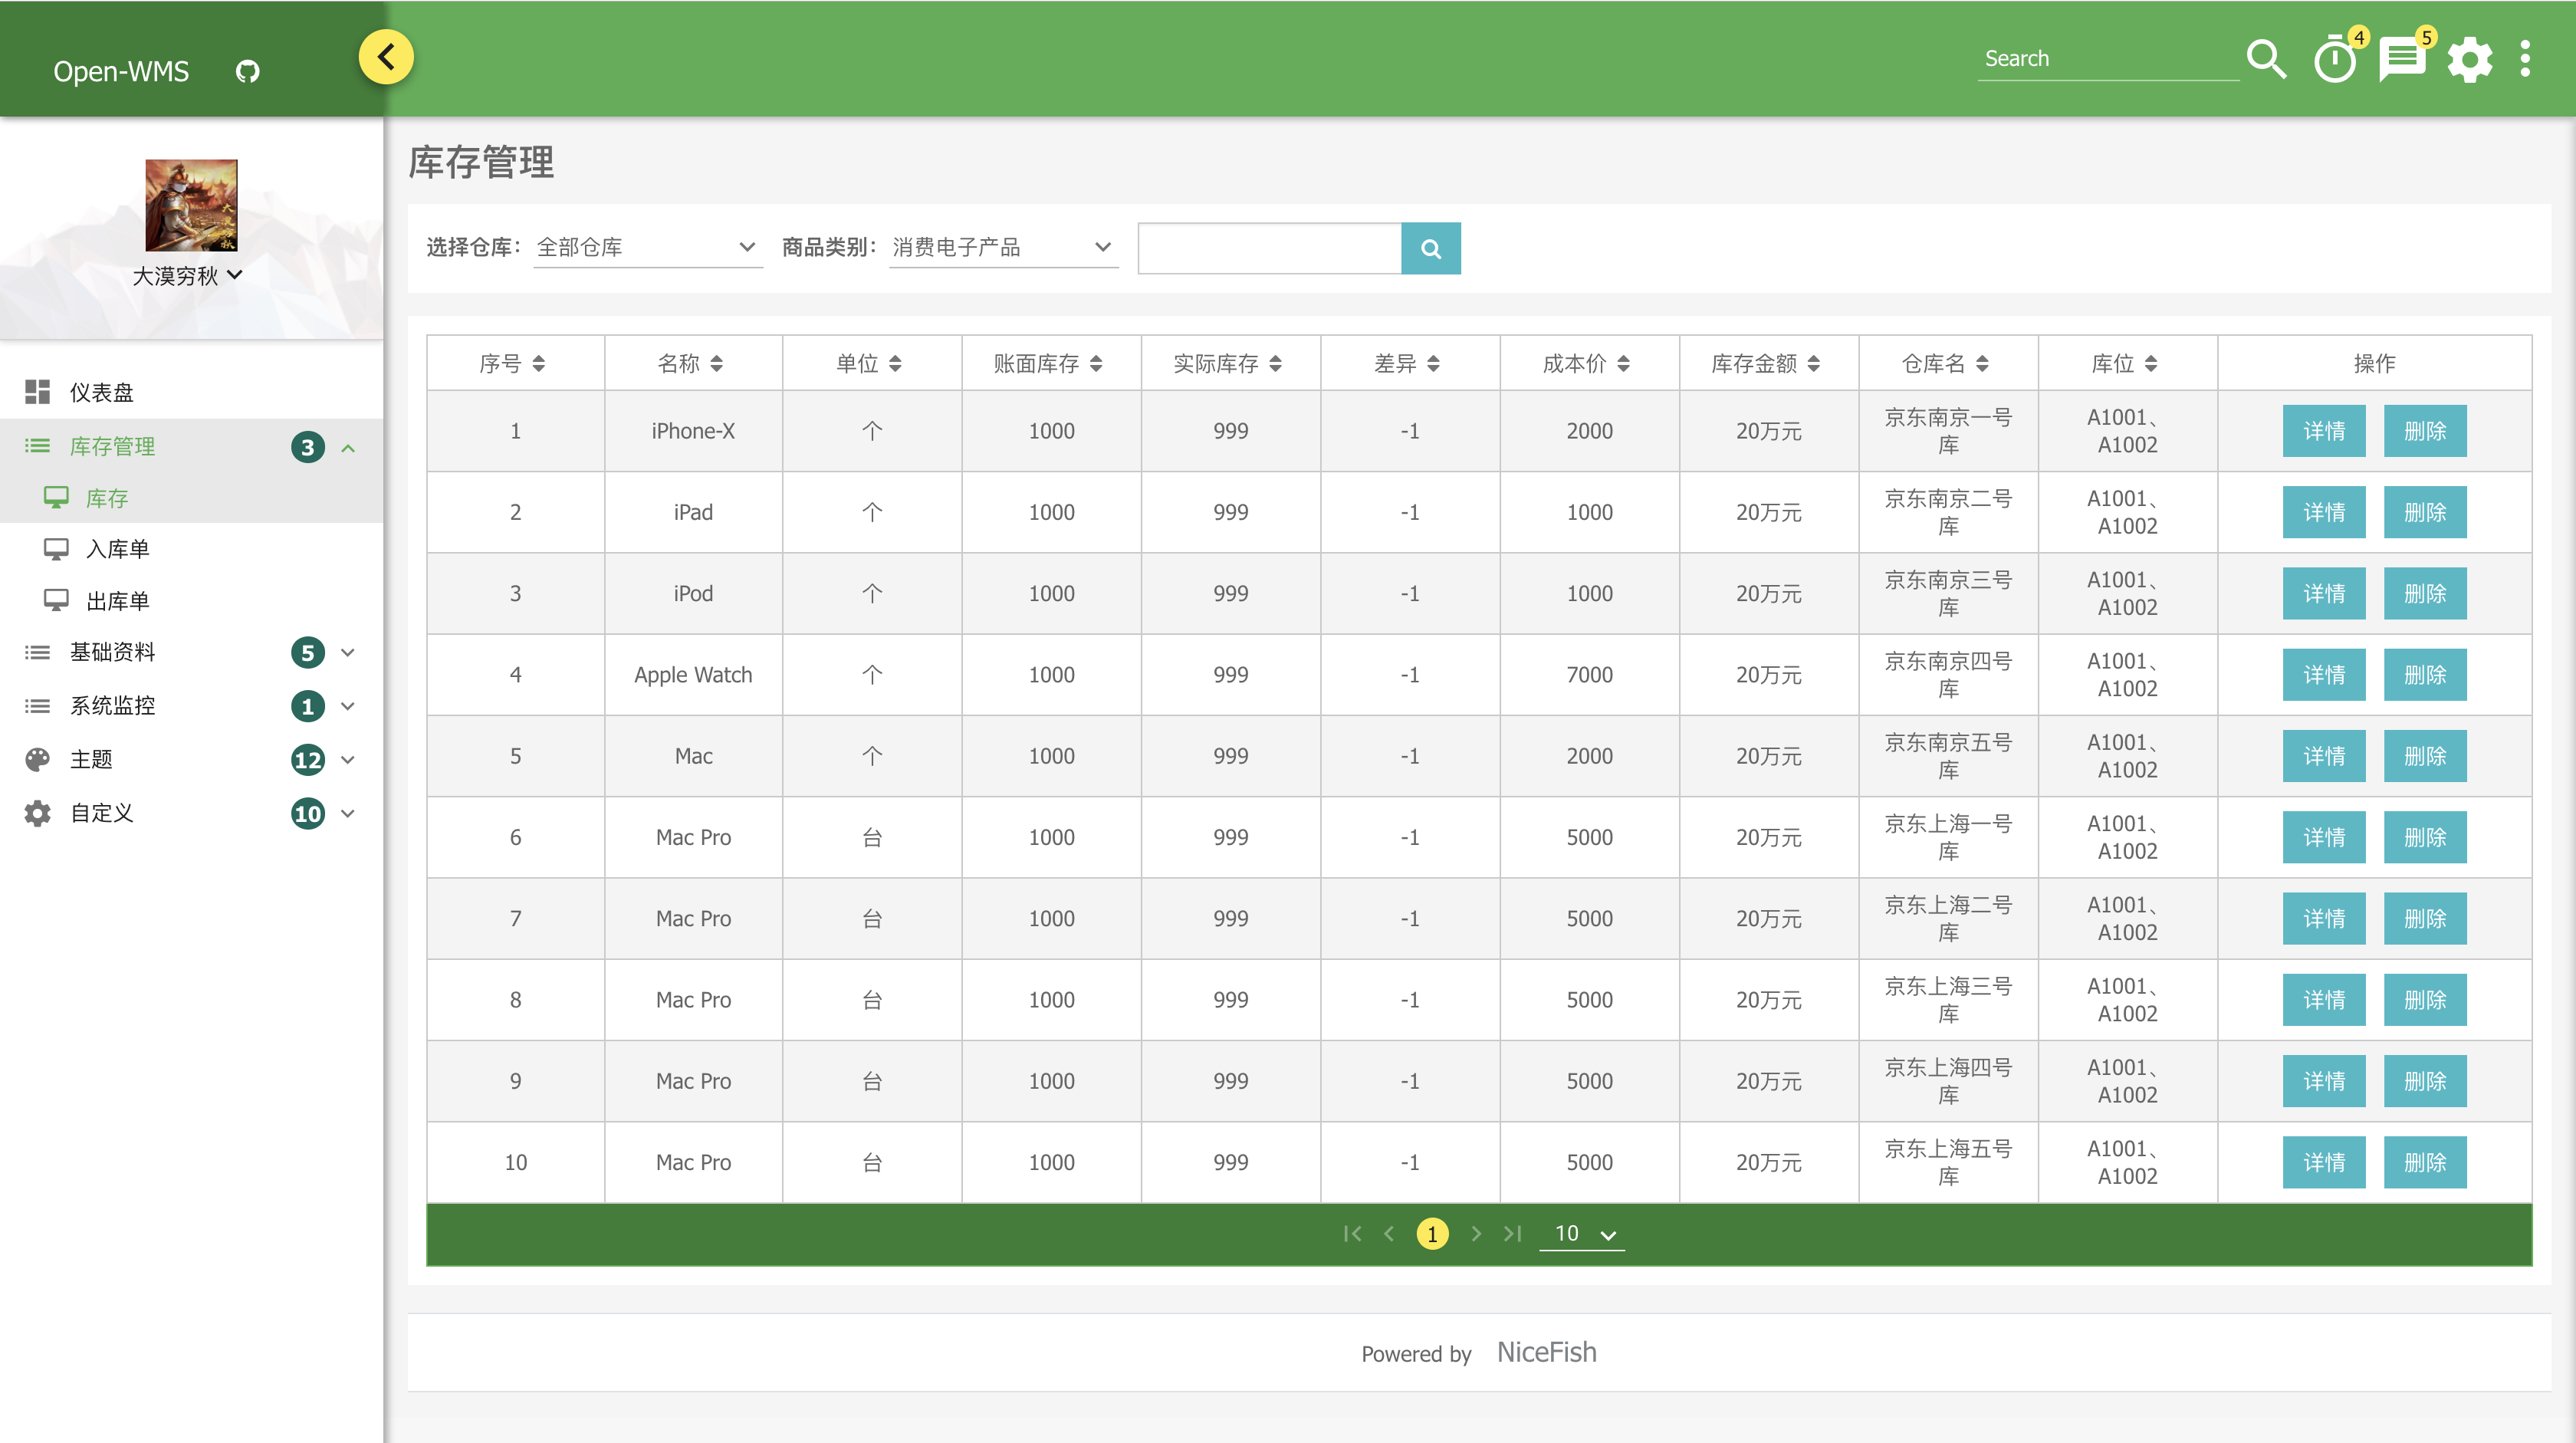 Open-WMS
Search
4
5
大漠穷秋
大漠穷秋
仪表盘
库存管理 3
库存
入库单
出库单
基础资料 5
系统监控 1
主题 12
自定义 10
库存管理
选择仓库： 全部仓库 商品类别： 消费电子产品
序号 名称 单位 账面库存 实际库存 差异 成本价 库存金额 仓库名 库位 操作
1 iPhone-X 个 1000 999 -1 2000 20万元 京东南京一号库 A1001、A1002 详情 删除
2 iPad 个 1000 999 -1 1000 20万元 京东南京二号库 A1001、A1002 详情 删除
3 iPod 个 1000 999 -1 1000 20万元 京东南京三号库 A1001、A1002 详情 删除
4 Apple Watch 个 1000 999 -1 7000 20万元 京东南京四号库 A1001、A1002 详情 删除
5 Mac 个 1000 999 -1 2000 20万元 京东南京五号库 A1001、A1002 详情 删除
6 Mac Pro 台 1000 999 -1 5000 20万元 京东上海一号库 A1001、A1002 详情 删除
7 Mac Pro 台 1000 999 -1 5000 20万元 京东上海二号库 A1001、A1002 详情 删除
8 Mac Pro 台 1000 999 -1 5000 20万元 京东上海三号库 A1001、A1002 详情 删除
9 Mac Pro 台 1000 999 -1 5000 20万元 京东上海四号库 A1001、A1002 详情 删除
10 Mac Pro 台 1000 999 -1 5000 20万元 京东上海五号库 A1001、A1002 详情 删除
1 10
Powered by NiceFish